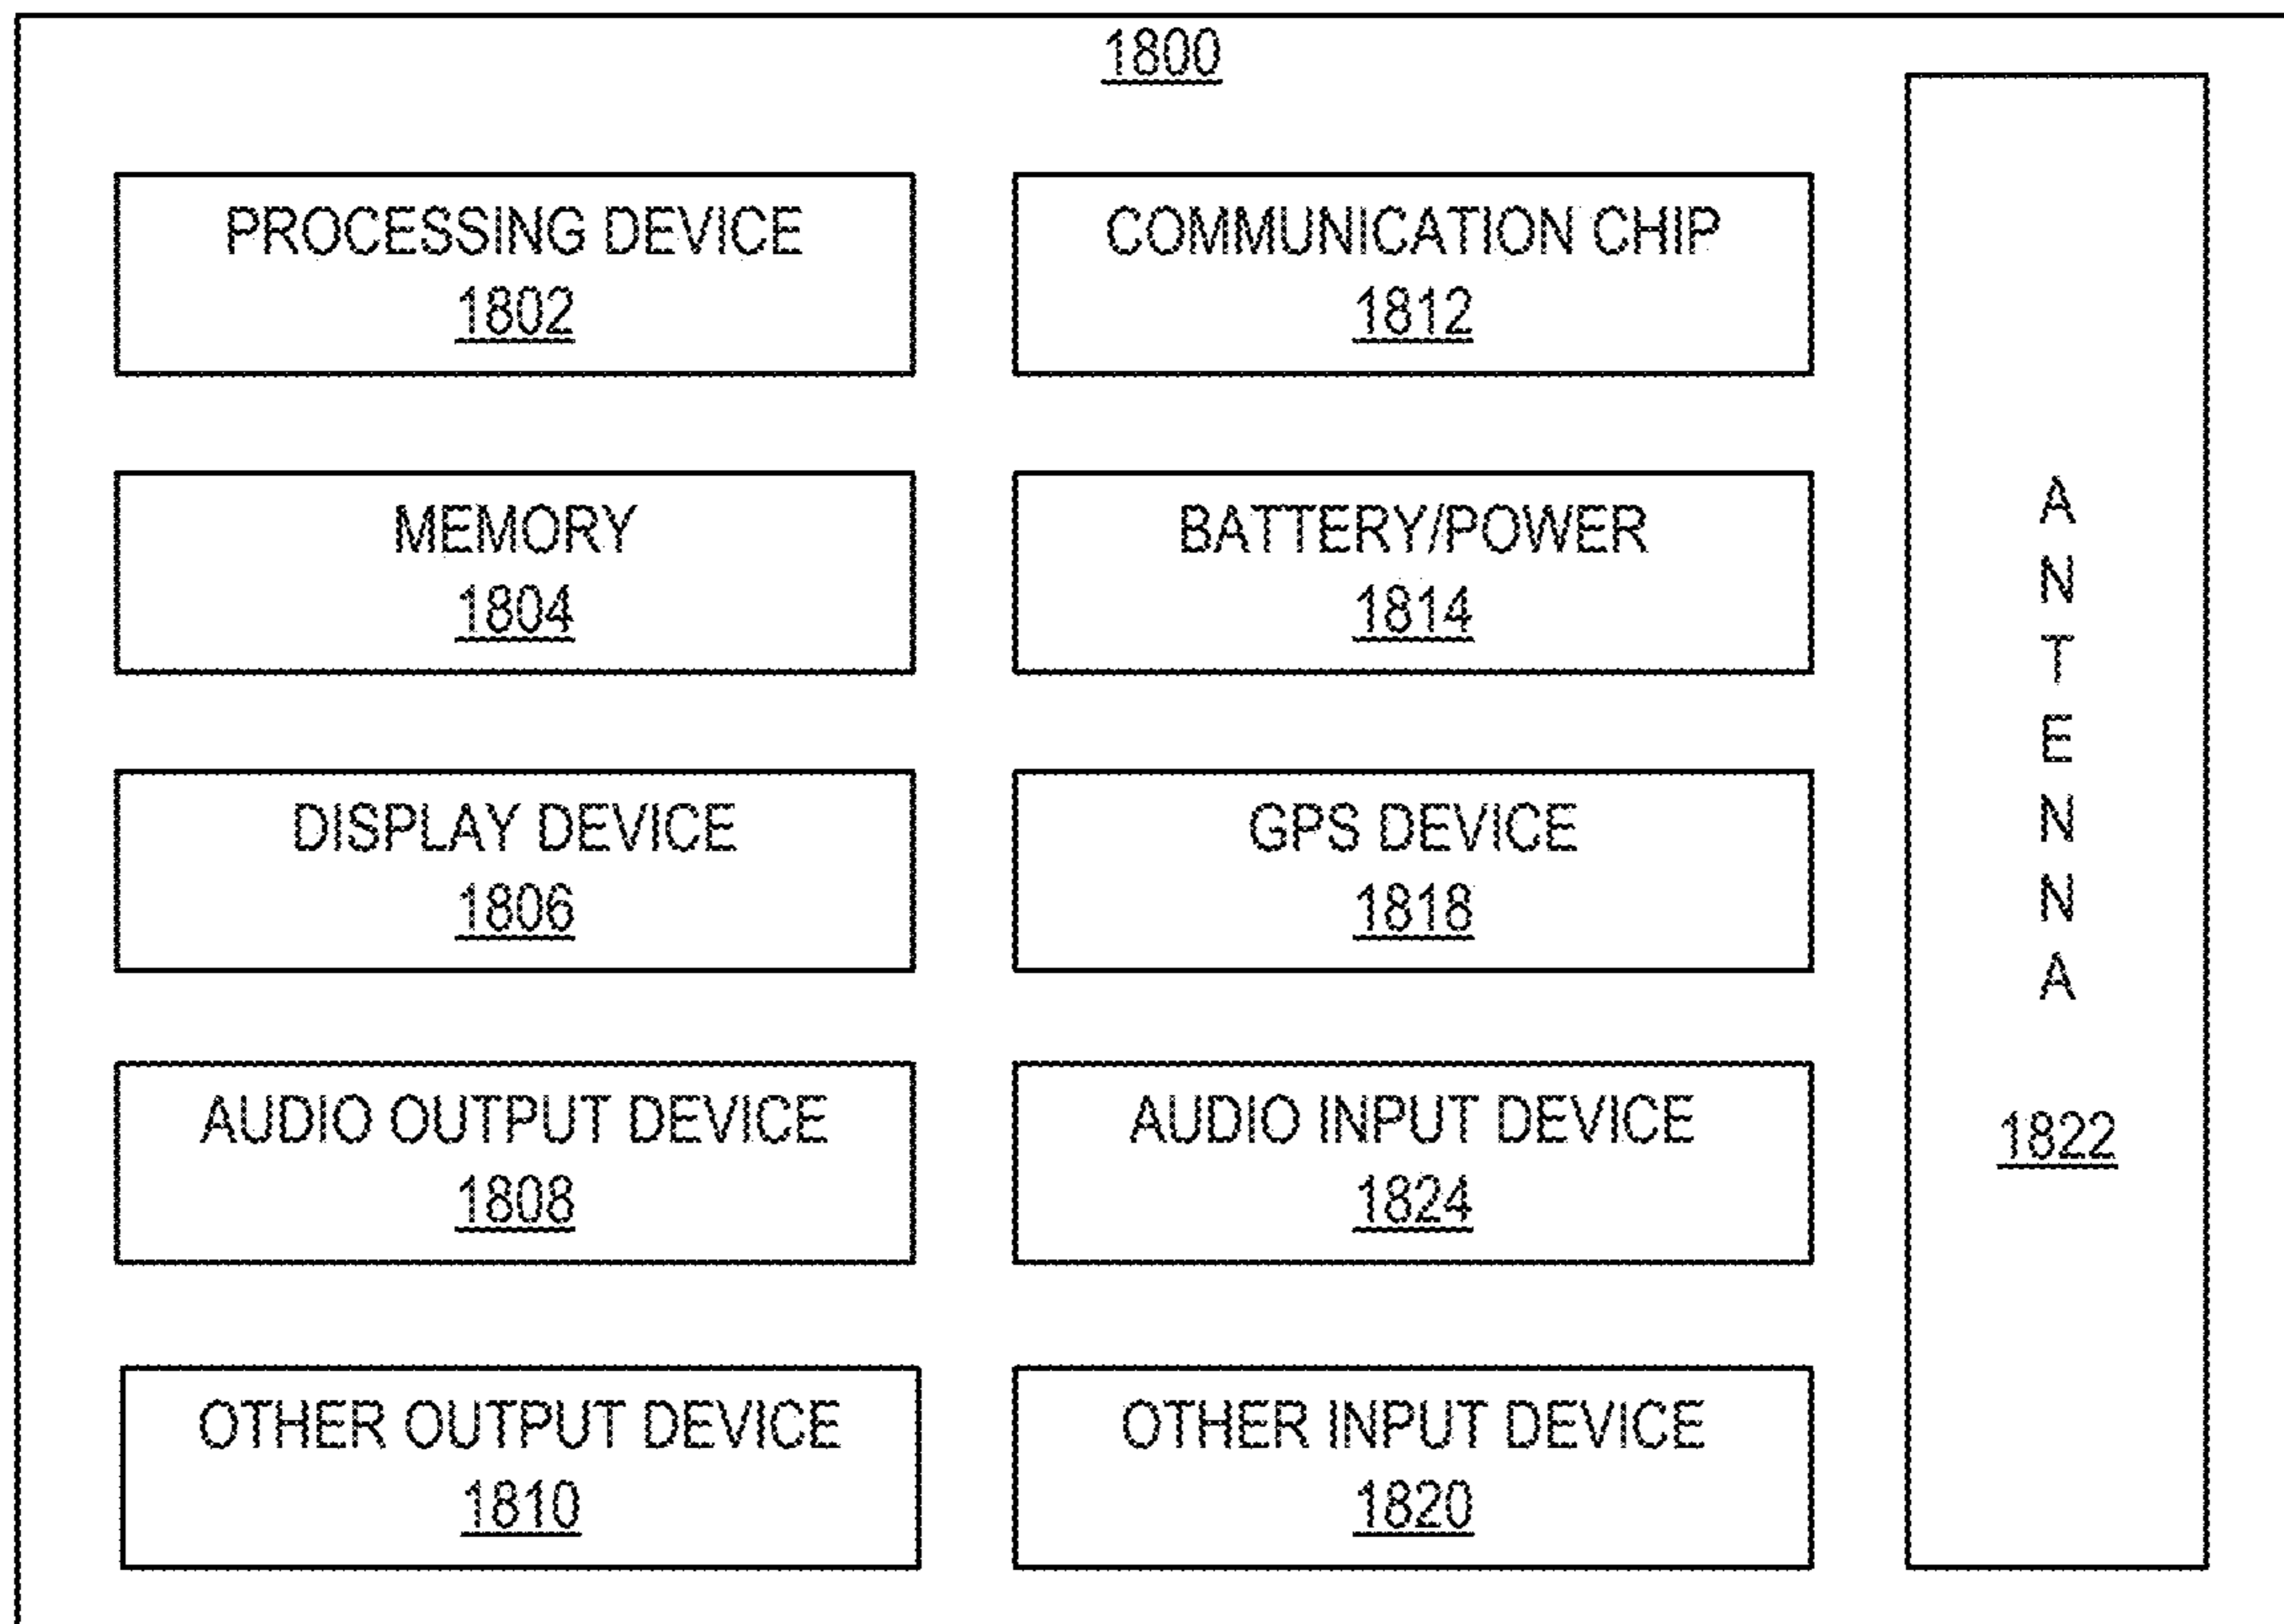 1800
PROCESSING DEVICE
1802
COMMUNICATION CHIP
1812
MEMORY
1804
BATTERY/POWER
1814
DISPLAY DEVICE
1806
GPS DEVICE
1818
AUDIO OUTPUT DEVICE
1808
AUDIO INPUT DEVICE
1824
OTHER OUTPUT DEVICE
1810
OTHER INPUT DEVICE
1820
ANTENNA
1822